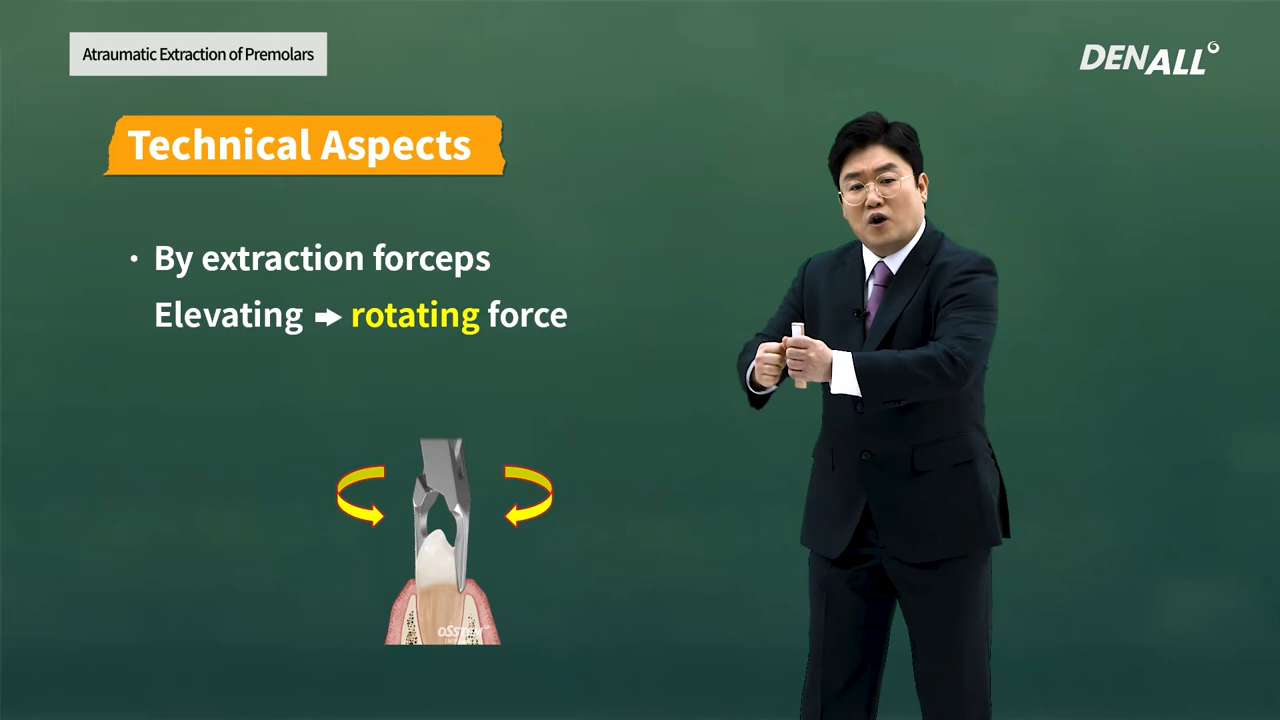 Atraumatic Extraction of Premolars
DENALL
Technical Aspects
· By extraction forceps
Elevating ➡ rotating force